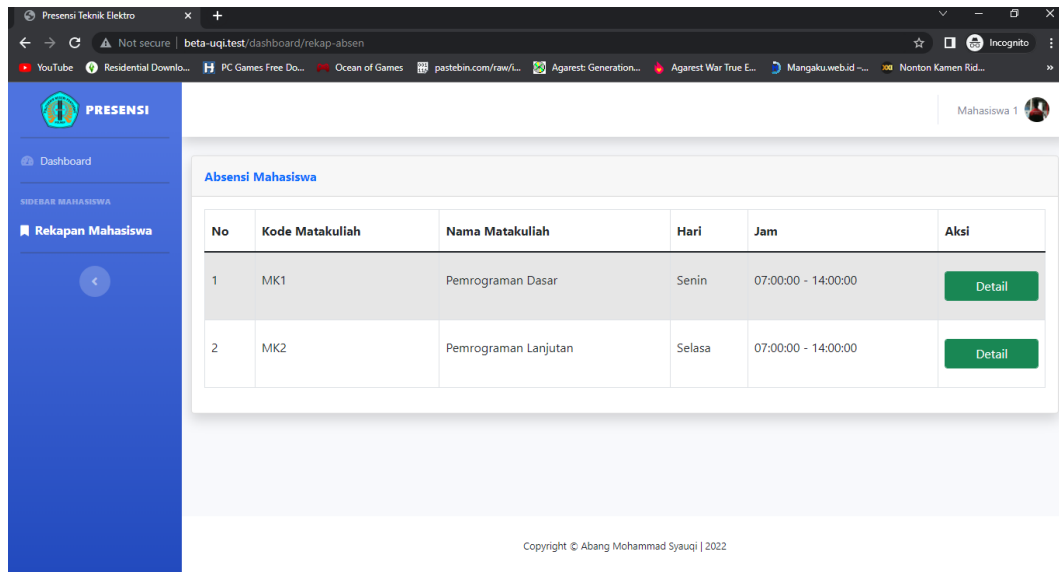 Presensi Teknik Elektro
Not secure | beta-uqi.test/dashboard/rekap-absen
Incognito
YouTube Residential Downlo... PC Games Free Do... Ocean of Games pastebin.com/raw/i... Agarest: Generation... Agarest War True E... Mangaku.web.id –... Nonton Kamen Rid...
PRESENSI
Mahasiswa 1
Dashboard
SIDEBAR MAHASISWA
Rekapan Mahasiswa
Absensi Mahasiswa
No Kode Matakuliah Nama Matakuliah Hari Jam Aksi
1 MK1 Pemrograman Dasar Senin 07:00:00 - 14:00:00 Detail
2 MK2 Pemrograman Lanjutan Selasa 07:00:00 - 14:00:00 Detail
Copyright © Abang Mohammad Syauqi | 2022